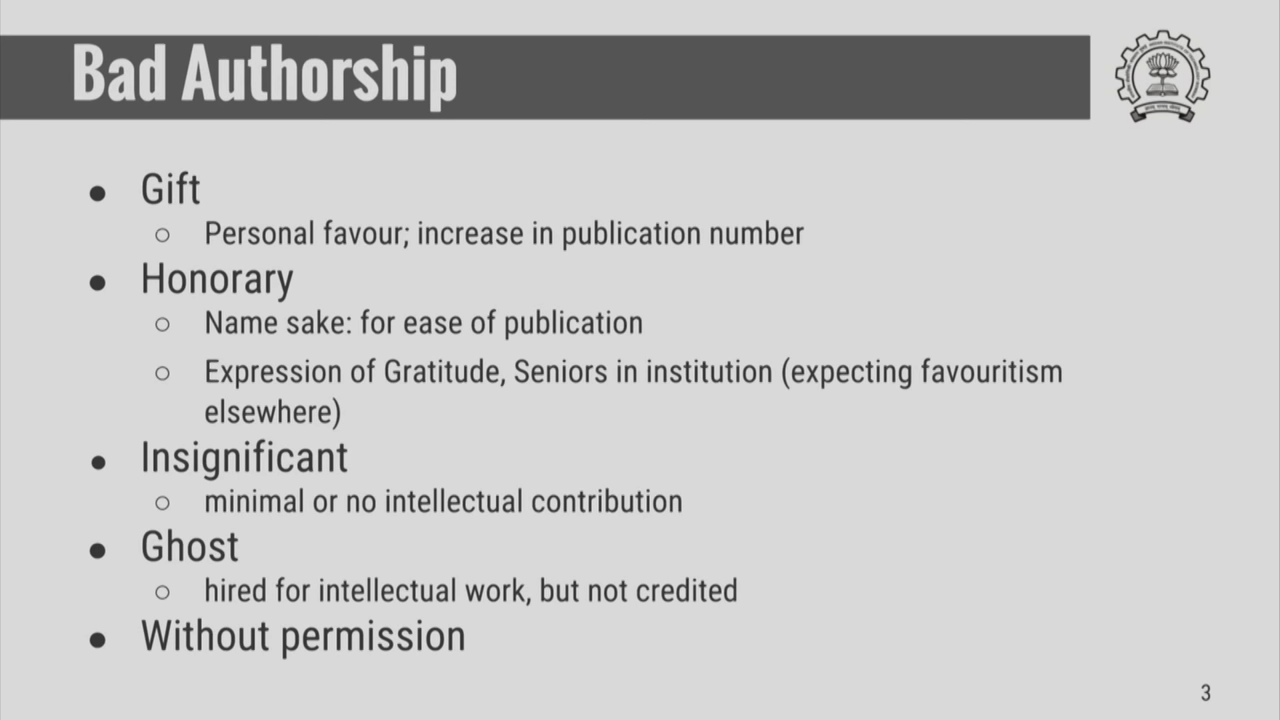 Bad Authorship
● Gift
○ Personal favour; increase in publication number
● Honorary
○ Name sake: for ease of publication
○ Expression of Gratitude, Seniors in institution (expecting favouritism
elsewhere)
● Insignificant
○ minimal or no intellectual contribution
● Ghost
○ hired for intellectual work, but not credited
● Without permission
3